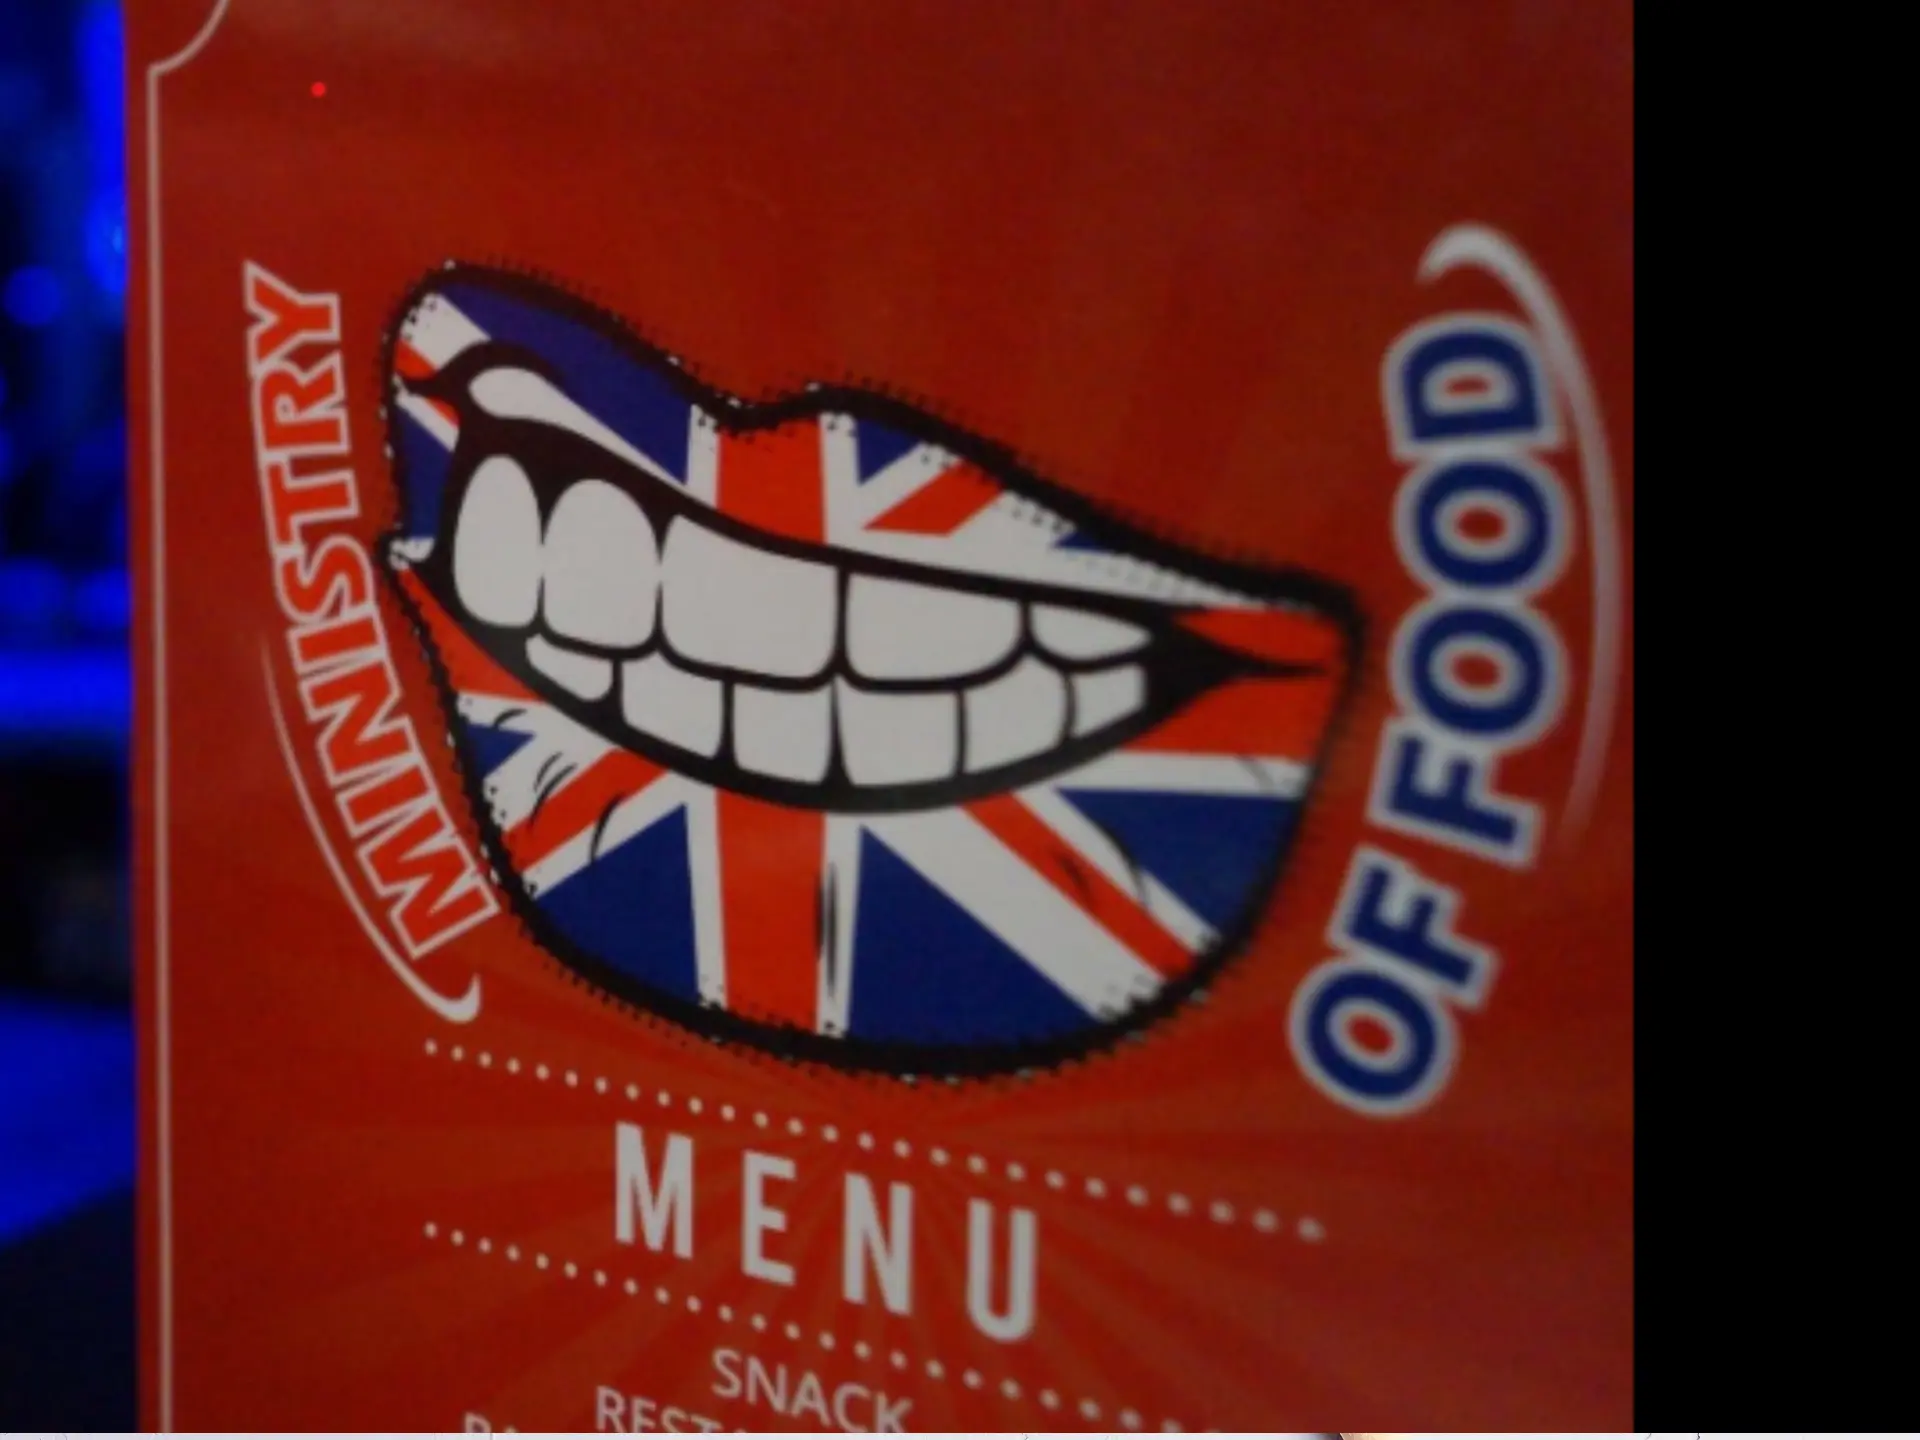 MINISTRY
OF FOOD
MENU
SNACK